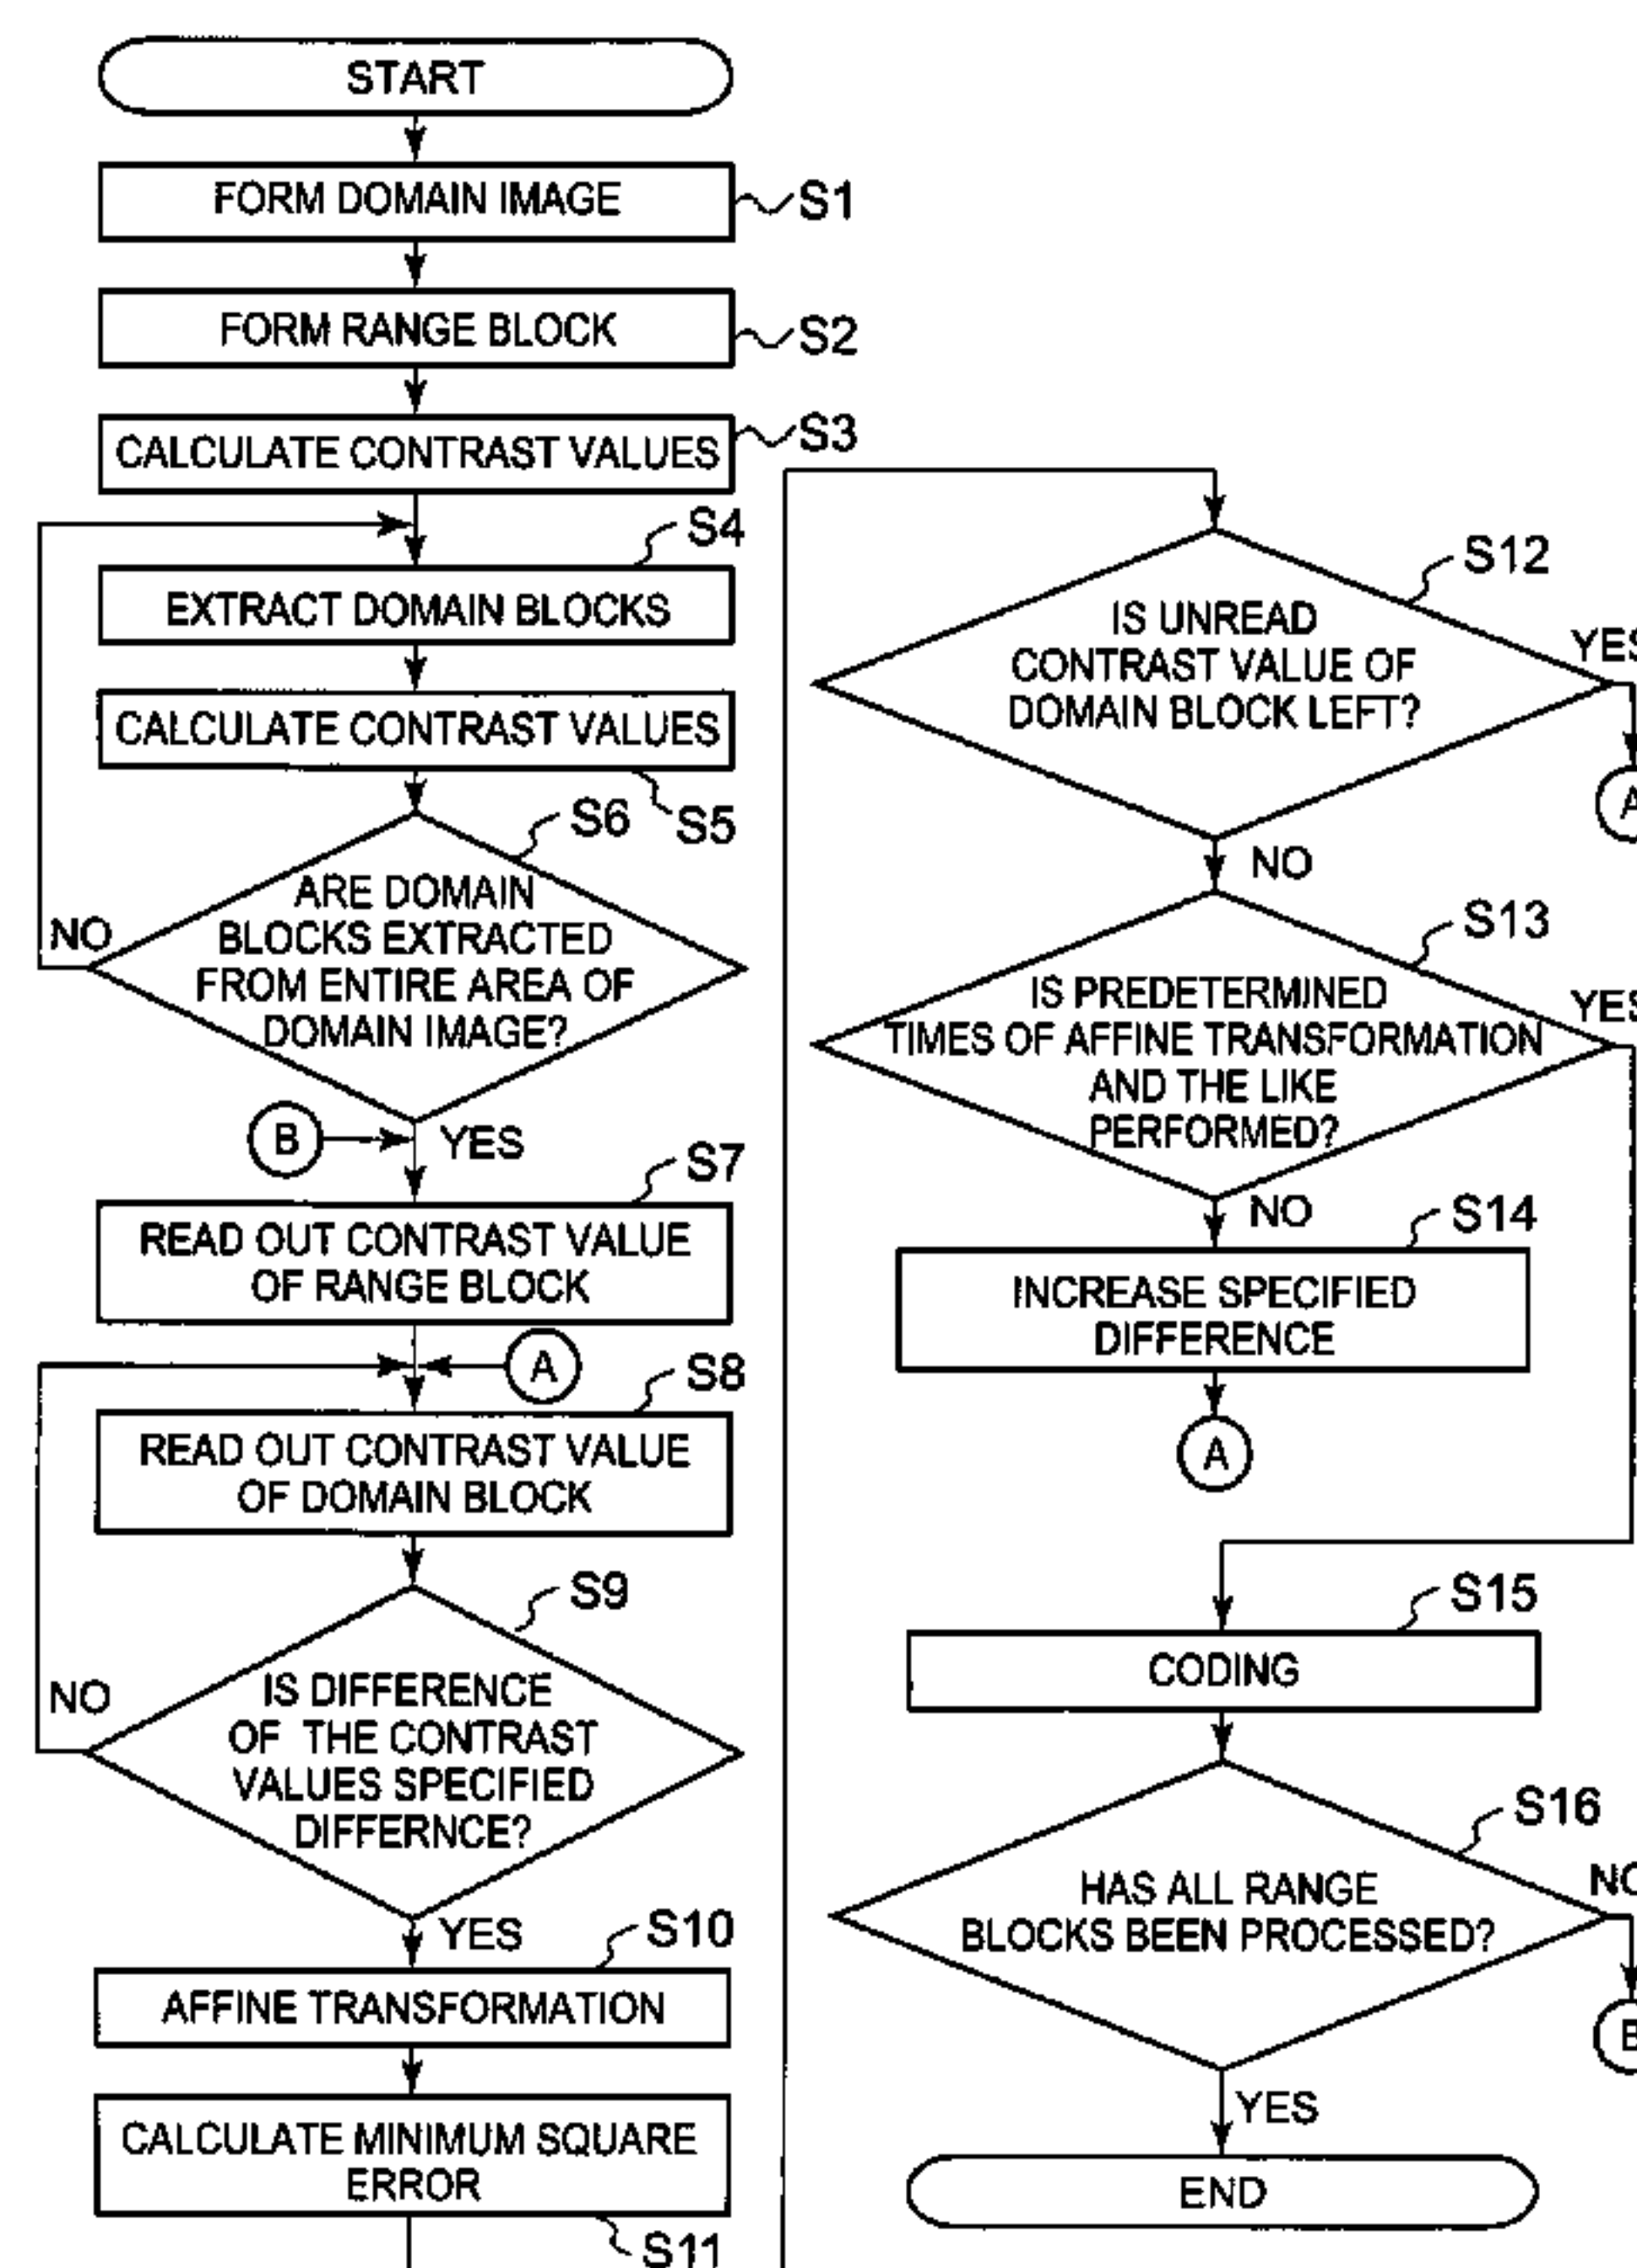 START
FORM DOMAIN IMAGE
S1
FORM RANGE BLOCK
S2
CALCULATE CONTRAST VALUES
S3
S4
EXTRACT DOMAIN BLOCKS
CALCULATE CONTRAST VALUES
S5
S6
ARE DOMAIN
BLOCKS EXTRACTED
FROM ENTIRE AREA OF
DOMAIN IMAGE?
NO
B
YES
S7
READ OUT CONTRAST VALUE
OF RANGE BLOCK
A
S8
READ OUT CONTRAST VALUE
OF DOMAIN BLOCK
S9
NO
IS DIFFERENCE
OF THE CONTRAST
VALUES SPECIFIED
DIFFERNCE?
YES
S10
AFFINE TRANSFORMATION
CALCULATE MINIMUM SQUARE
ERROR
S11
S12
IS UNREAD
CONTRAST VALUE OF
DOMAIN BLOCK LEFT?
YES
A
NO
S13
IS PREDETERMINED
TIMES OF AFFINE TRANSFORMATION
AND THE LIKE
PERFORMED?
YES
NO
S14
INCREASE SPECIFIED
DIFFERENCE
A
S15
CODING
S16
HAS ALL RANGE
BLOCKS BEEN PROCESSED?
NO
B
YES
END